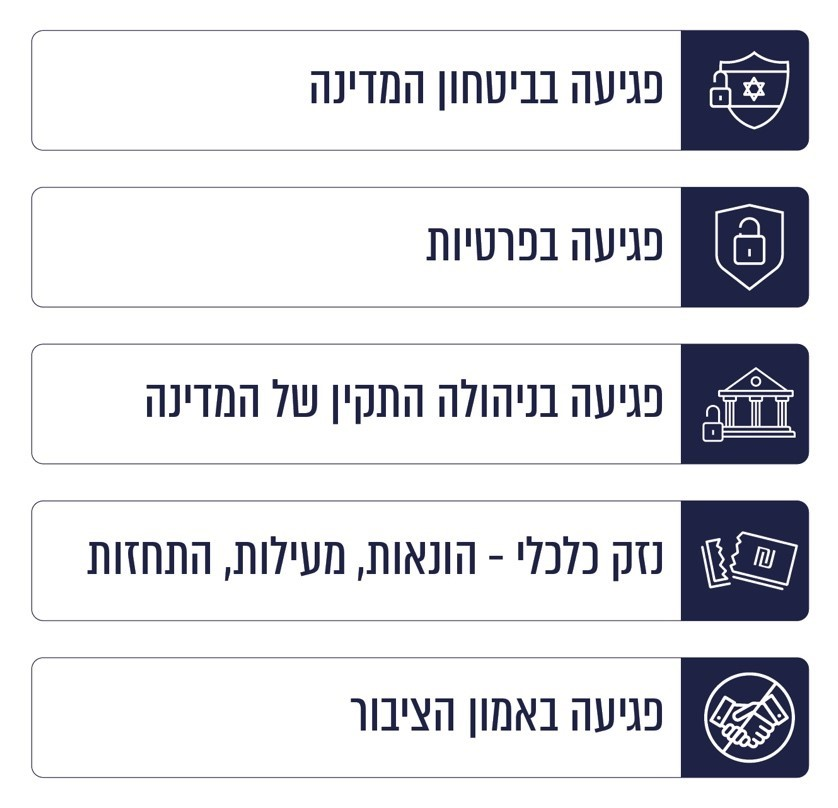 פגיעה בביטחון המדינה
פגיעה בפרטיות
פגיעה בניהולה התקין של המדינה
נזק כלכלי - הונאות, מעילות, התחזות
₪
פגיעה באמון הציבור